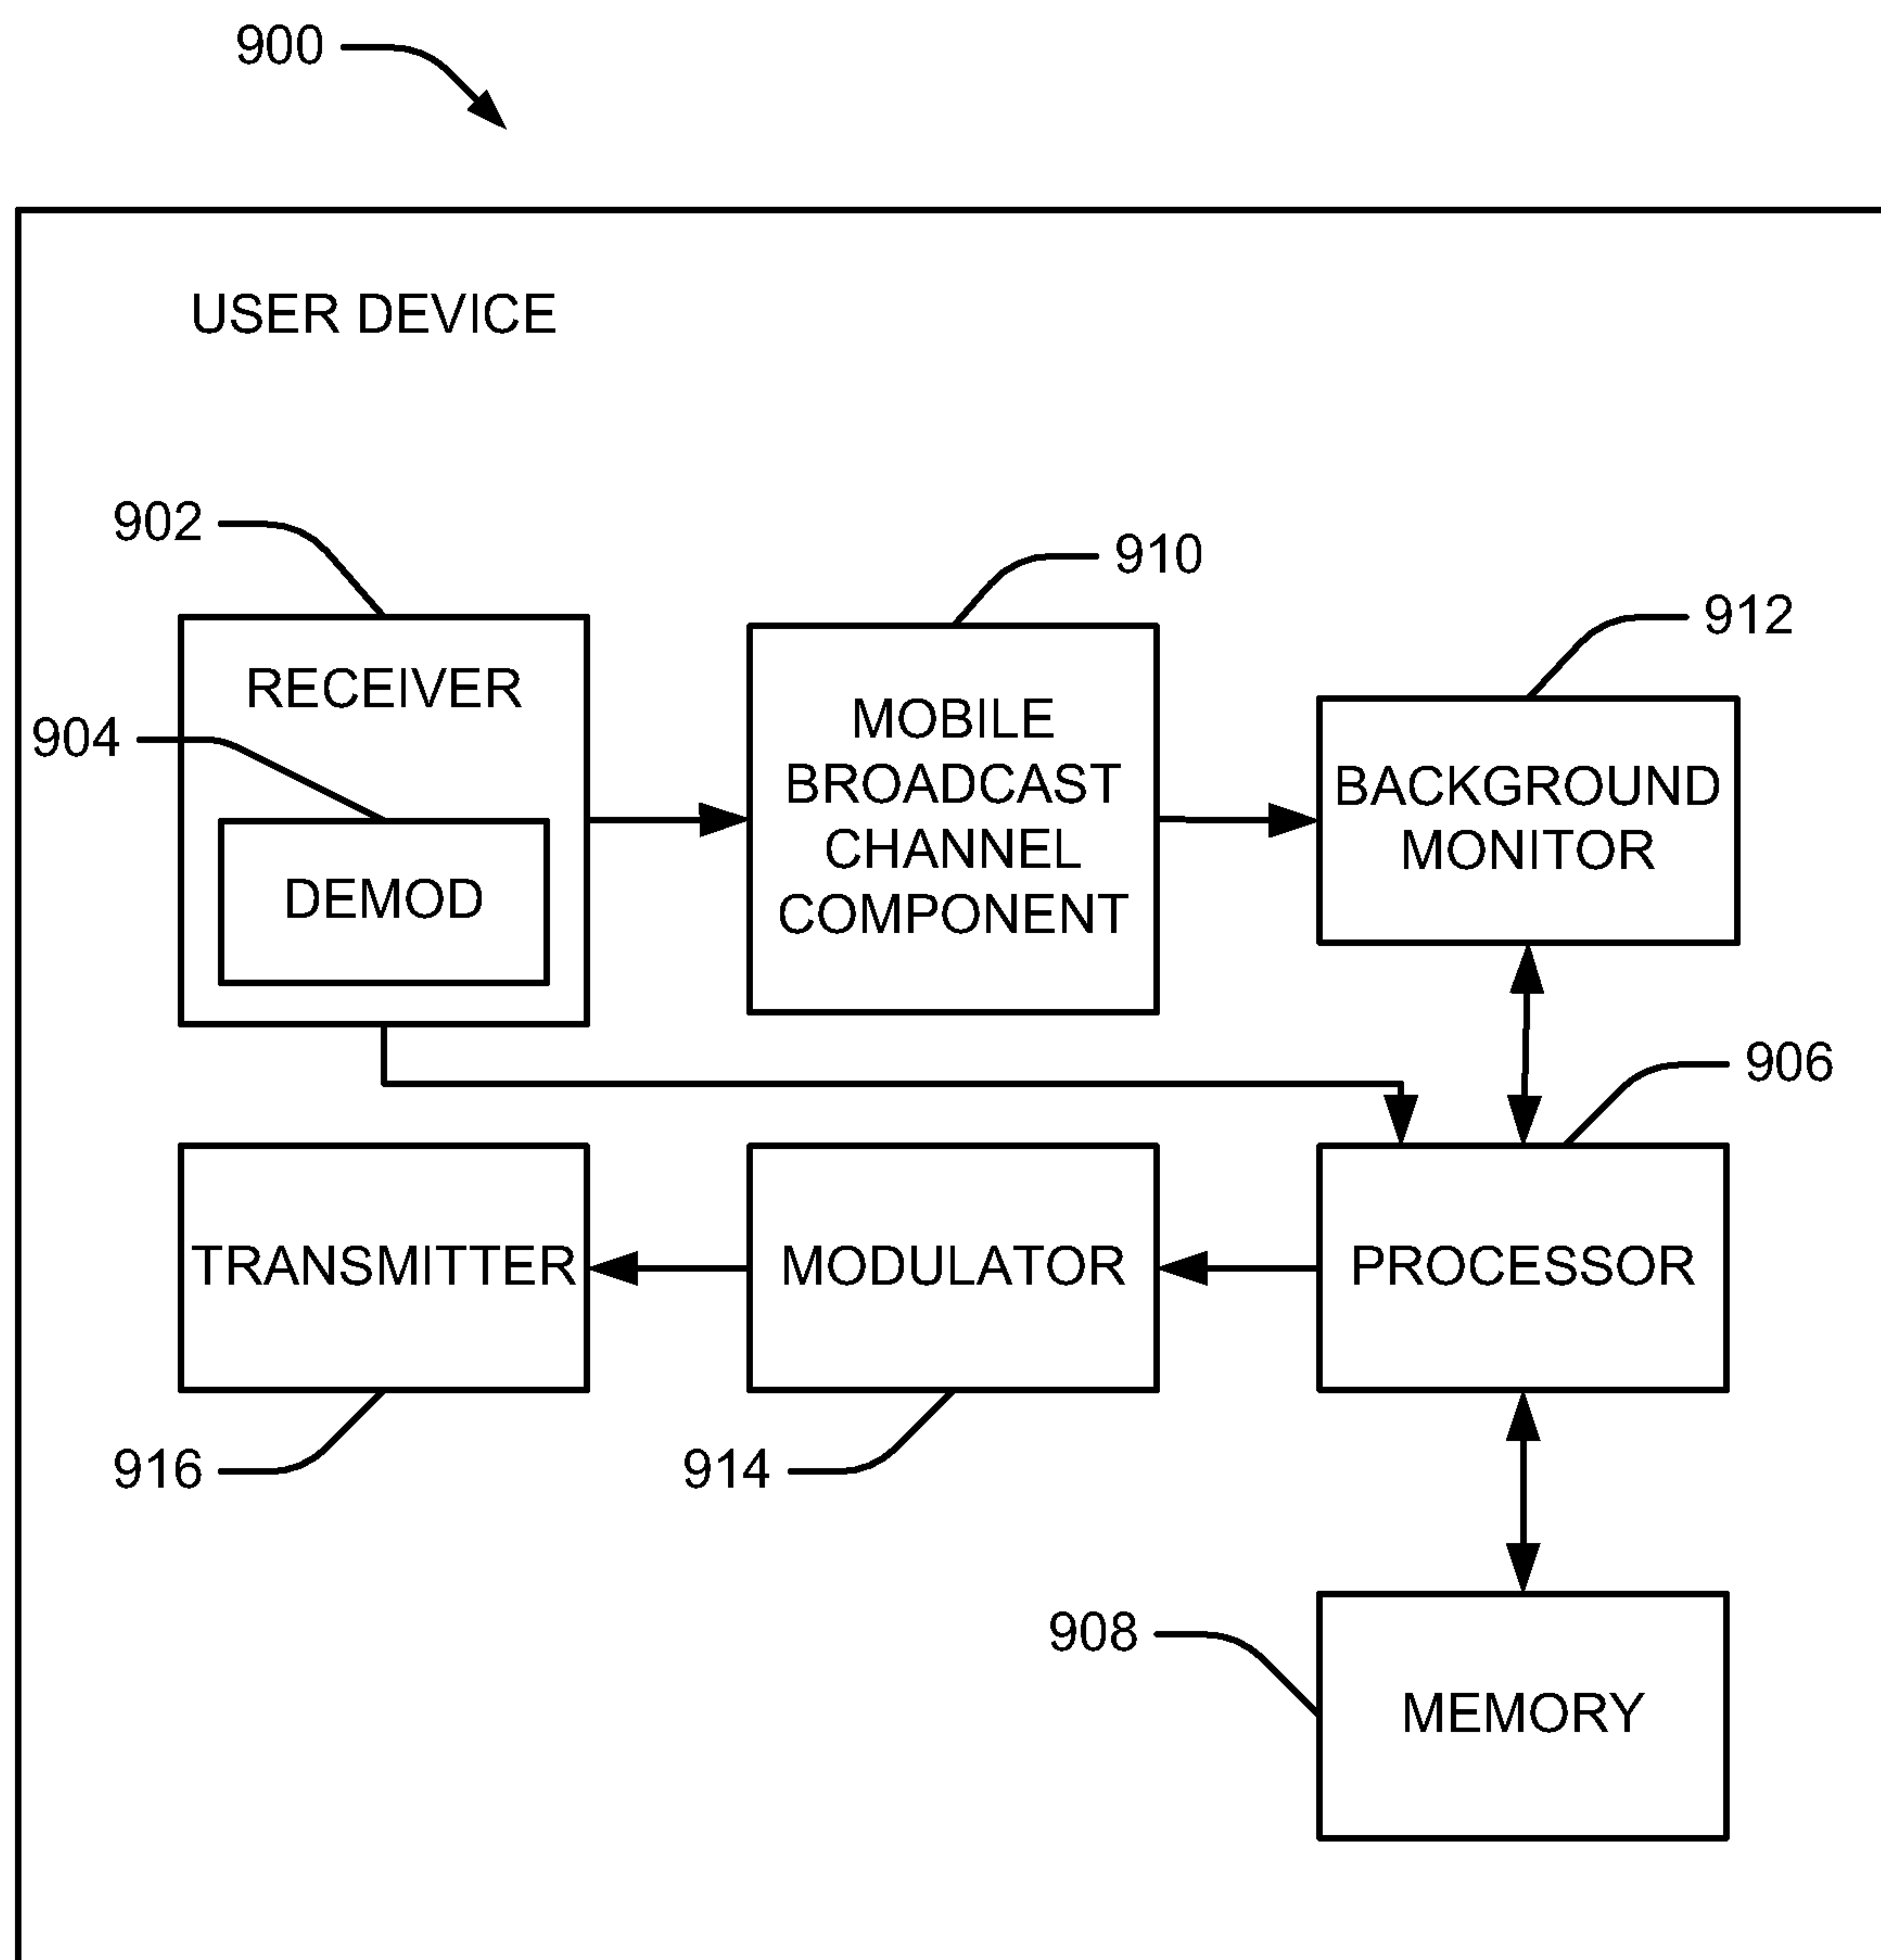 900
USER DEVICE
902
910
912
RECEIVER
904
DEMOD
MOBILE
BROADCAST
CHANNEL
COMPONENT
BACKGROUND
MONITOR
906
TRANSMITTER
MODULATOR
PROCESSOR
916
914
908
MEMORY